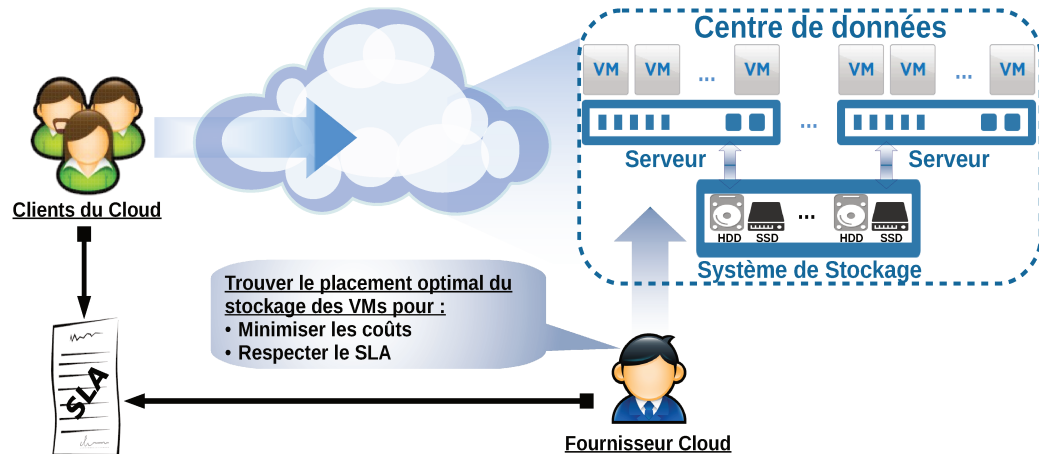 Centre de données
VM VM ... VM VM VM ... VM
...
Serveur Serveur
Clients du Cloud
...
HDD SSD HDD SSD
Système de Stockage
Trouver le placement optimal du
stockage des VMs pour :
• Minimiser les coûts
• Respecter le SLA
SLA
Fournisseur Cloud